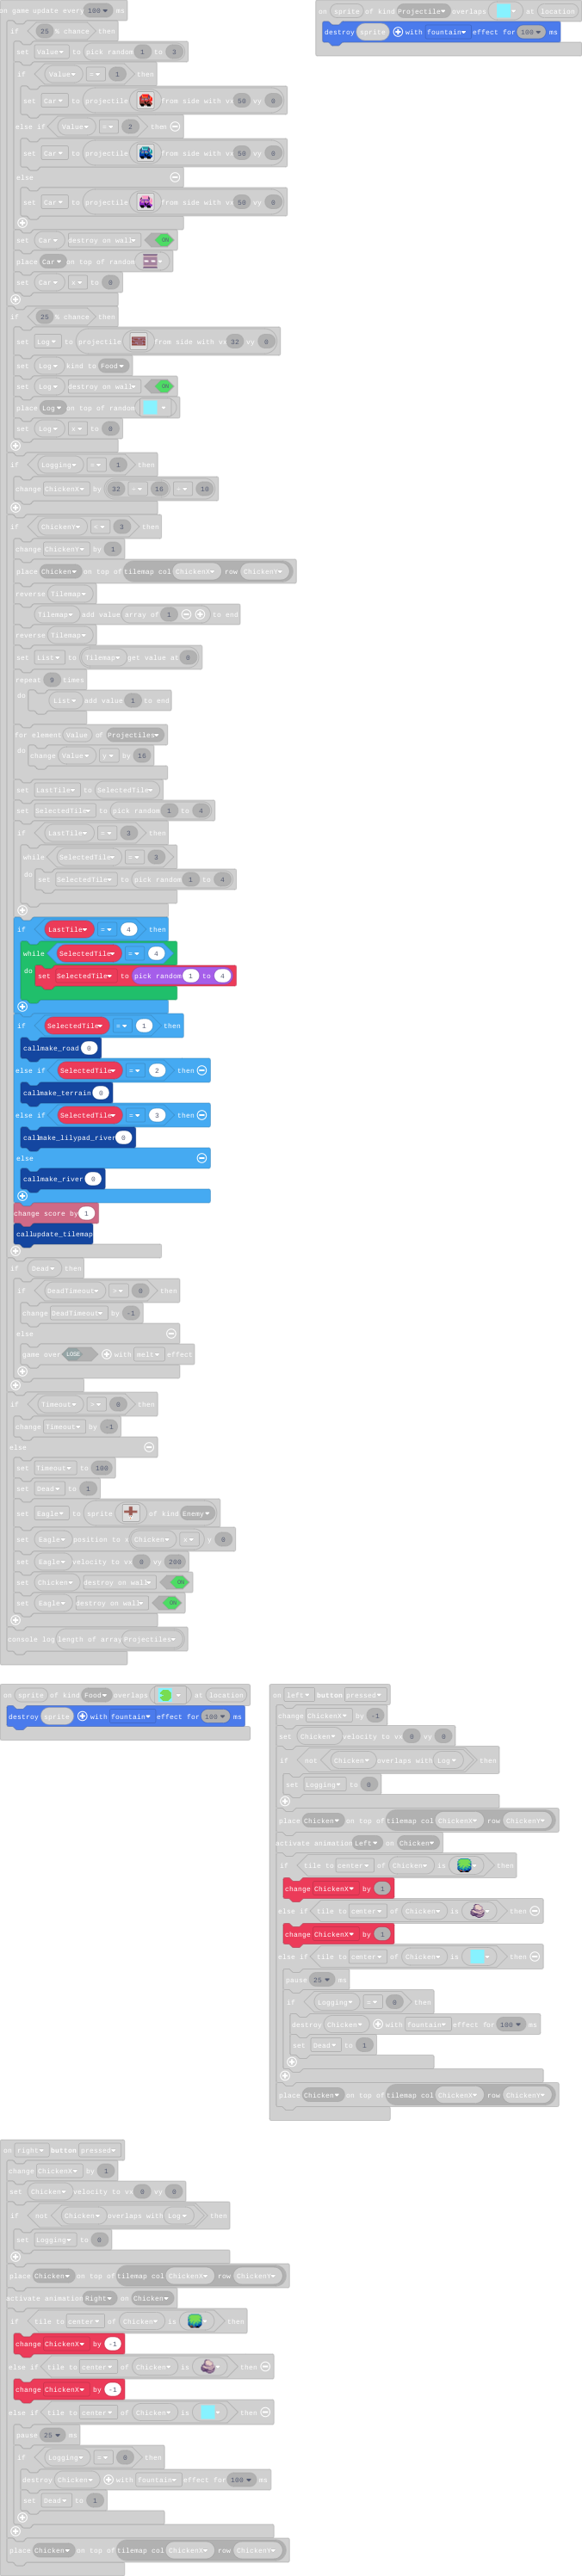 on game update every 100 ms
if 25 % chance then
set Value to pick random 1 to 3
if Value = 1 then
set Car to projectile from side with vx 50 vy 0
else if Value = 2 then
set Car to projectile from side with vx 50 vy 0
else
set Car to projectile from side with vx 50 vy 0
set Car destroy on wall ON
place Car on top of random
set Car x to 0
if 25 % chance then
set Log to projectile from side with vx 32 vy 0
set Log kind to Food
set Log destroy on wall ON
place Log on top of random
set Log x to 0
if Logging = 1 then
change ChickenX by 32 ÷ 16 ÷ 10
if ChickenY < 3 then
change ChickenY by 1
place Chicken on top of tilemap col ChickenX row ChickenY
reverse Tilemap
Tilemap add value array of 1 to end
reverse Tilemap
set List to Tilemap get value at 0
repeat 9 times
do List add value 1 to end
for element Value of Projectiles
do change Value y by 16
set LastTile to SelectedTile
set SelectedTile to pick random 1 to 4
if LastTile = 3 then
while SelectedTile = 3
do set SelectedTile to pick random 1 to 4
if LastTile = 4 then
while SelectedTile = 4
do set SelectedTile to pick random 1 to 4
if SelectedTile = 1 then
call make_road 0
else if SelectedTile = 2 then
call make_terrain 0
else if SelectedTile = 3 then
call make_lilypad_river 0
else
call make_river 0
change score by 1
call update_tilemap
if Dead then
if DeadTimeout > 0 then
change DeadTimeout by -1
else
game over LOSE with melt effect
if Timeout 0 then
change Timeout by -1
else
set Timeout to 100
set Dead to 1
set Eagle to sprite of kind Enemy
set Eagle position to x Chicken x y 0
set Eagle velocity to vx 0 vy 200
set Chicken destroy on wall ON
set Eagle destroy on wall ON
console log length of array Projectiles
on sprite of kind Projectile overlaps at location
destroy sprite with fountain effect for 100 ms
on sprite of kind Food overlaps at location
destroy sprite with fountain effect for 100 ms
on left button pressed
change ChickenX by -1
set Chicken velocity to vx 0 vy 0
if not Chicken overlaps with Log then
set Logging to 0
place Chicken on top of tilemap col ChickenX row ChickenY
activate animation Left on Chicken
if tile to center of Chicken is then
change ChickenX by 1
else if tile to center of Chicken is then
change ChickenX by 1
else if tile to center of Chicken is then
pause 25 ms
if Logging = 0 then
destroy Chicken with fountain effect for 100 ms
set Dead to 1
place Chicken on top of tilemap col ChickenX row ChickenY
on right button pressed
change ChickenX by 1
set Chicken velocity to vx 0 vy 0
if not Chicken overlaps with Log then
set Logging to 0
place Chicken on top of tilemap col ChickenX row ChickenY
activate animation Right on Chicken
if tile to center of Chicken is then
change ChickenX by -1
else if tile to center of Chicken is then
change ChickenX by -1
else if tile to center of Chicken is then
pause 25 ms
if Logging = 0 then
destroy Chicken with fountain effect for 100 ms
set Dead to 1
place Chicken on top of tilemap col ChickenX row ChickenY